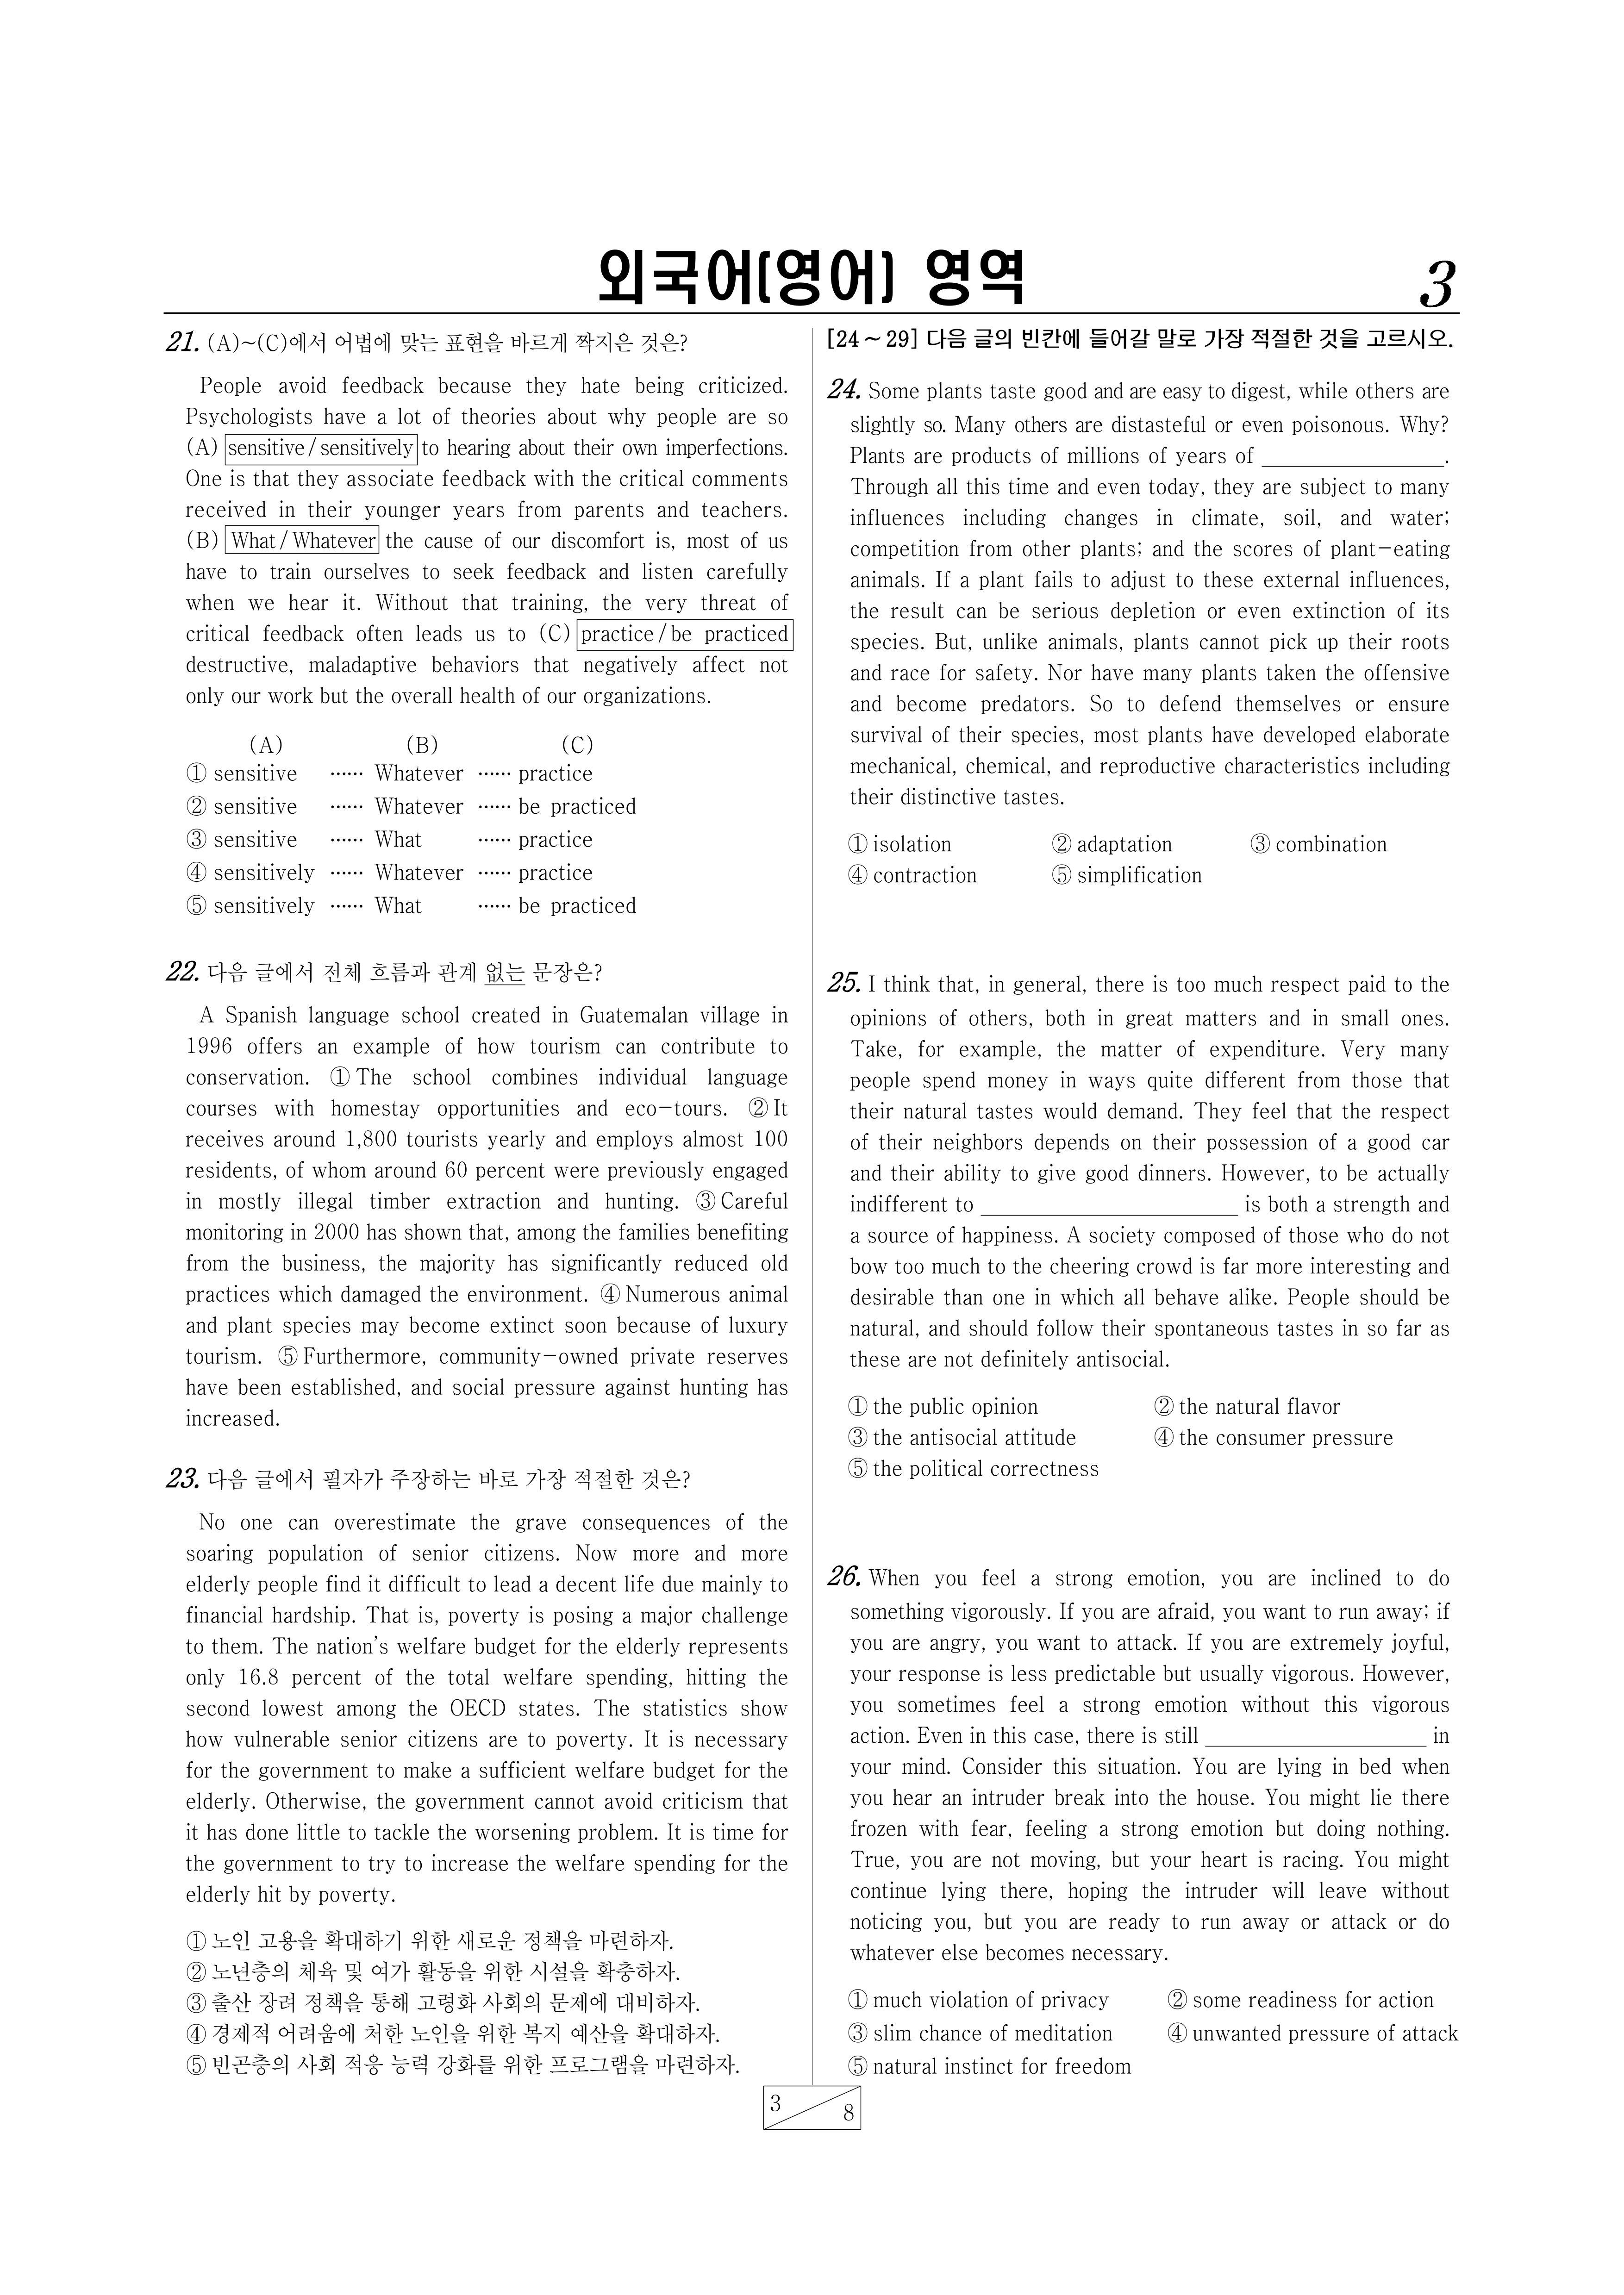 외국어(영어) 영역
3
21. (A)~(C)에서 어법에 맞는 표현을 바르게 짝지은 것은?
People avoid feedback because they hate being criticized.
Psychologists have a lot of theories about why people are so
(A) sensitive / sensitively to hearing about their own imperfections.
One is that they associate feedback with the critical comments
received in their younger years from parents and teachers.
(B) What / Whatever the cause of our discomfort is, most of us
have to train ourselves to seek feedback and listen carefully
when we hear it. Without that training, the very threat of
critical feedback often leads us to (C) practice / be practiced
destructive, maladaptive behaviors that negatively affect not
only our work but the overall health of our organizations.
(A) (B) (C)
① sensitive ······ Whatever ······ practice
② sensitive ······ Whatever ······ be practiced
③ sensitive ······ What ······ practice
④ sensitively ······ Whatever ······ practice
⑤ sensitively ······ What ······ be practiced
22. 다음 글에서 전체 흐름과 관계 없는 문장은?
A Spanish language school created in Guatemalan village in
1996 offers an example of how tourism can contribute to
conservation. ① The school combines individual language
courses with homestay opportunities and eco-tours. ② It
receives around 1,800 tourists yearly and employs almost 100
residents, of whom around 60 percent were previously engaged
in mostly illegal timber extraction and hunting. ③ Careful
monitoring in 2000 has shown that, among the families benefiting
from the business, the majority has significantly reduced old
practices which damaged the environment. ④ Numerous animal
and plant species may become extinct soon because of luxury
tourism. ⑤ Furthermore, community-owned private reserves
have been established, and social pressure against hunting has
increased.
23. 다음 글에서 필자가 주장하는 바로 가장 적절한 것은?
No one can overestimate the grave consequences of the
soaring population of senior citizens. Now more and more
elderly people find it difficult to lead a decent life due mainly to
financial hardship. That is, poverty is posing a major challenge
to them. The nation's welfare budget for the elderly represents
only 16.8 percent of the total welfare spending, hitting the
second lowest among the OECD states. The statistics show
how vulnerable senior citizens are to poverty. It is necessary
for the government to make a sufficient welfare budget for the
elderly. Otherwise, the government cannot avoid criticism that
it has done little to tackle the worsening problem. It is time for
the government to try to increase the welfare spending for the
elderly hit by poverty.
① 노인 고용을 확대하기 위한 새로운 정책을 마련하자.
② 노년층의 체육 및 여가 활동을 위한 시설을 확충하자.
③ 출산 장려 정책을 통해 고령화 사회의 문제에 대비하자.
④ 경제적 어려움에 처한 노인을 위한 복지 예산을 확대하자.
⑤ 빈곤층의 사회 적응 능력 강화를 위한 프로그램을 마련하자.
[24 ~ 29] 다음 글의 빈칸에 들어갈 말로 가장 적절한 것을 고르시오.
24. Some plants taste good and are easy to digest, while others are
slightly so. Many others are distasteful or even poisonous. Why?
Plants are products of millions of years of ______________.
Through all this time and even today, they are subject to many
influences including changes in climate, soil, and water;
competition from other plants; and the scores of plant-eating
animals. If a plant fails to adjust to these external influences,
the result can be serious depletion or even extinction of its
species. But, unlike animals, plants cannot pick up their roots
and race for safety. Nor have many plants taken the offensive
and become predators. So to defend themselves or ensure
survival of their species, most plants have developed elaborate
mechanical, chemical, and reproductive characteristics including
their distinctive tastes.
① isolation ② adaptation ③ combination
④ contraction ⑤ simplification
25. I think that, in general, there is too much respect paid to the
opinions of others, both in great matters and in small ones.
Take, for example, the matter of expenditure. Very many
people spend money in ways quite different from those that
their natural tastes would demand. They feel that the respect
of their neighbors depends on their possession of a good car
and their ability to give good dinners. However, to be actually
indifferent to ____________________ is both a strength and
a source of happiness. A society composed of those who do not
bow too much to the cheering crowd is far more interesting and
desirable than one in which all behave alike. People should be
natural, and should follow their spontaneous tastes in so far as
these are not definitely antisocial.
① the public opinion ② the natural flavor
③ the antisocial attitude ④ the consumer pressure
⑤ the political correctness
26. When you feel a strong emotion, you are inclined to do
something vigorously. If you are afraid, you want to run away; if
you are angry, you want to attack. If you are extremely joyful,
your response is less predictable but usually vigorous. However,
you sometimes feel a strong emotion without this vigorous
action. Even in this case, there is still _________________ in
your mind. Consider this situation. You are lying in bed when
you hear an intruder break into the house. You might lie there
frozen with fear, feeling a strong emotion but doing nothing.
True, you are not moving, but your heart is racing. You might
continue lying there, hoping the intruder will leave without
noticing you, but you are ready to run away or attack or do
whatever else becomes necessary.
① much violation of privacy ② some readiness for action
③ slim chance of meditation ④ unwanted pressure of attack
⑤ natural instinct for freedom
3
8